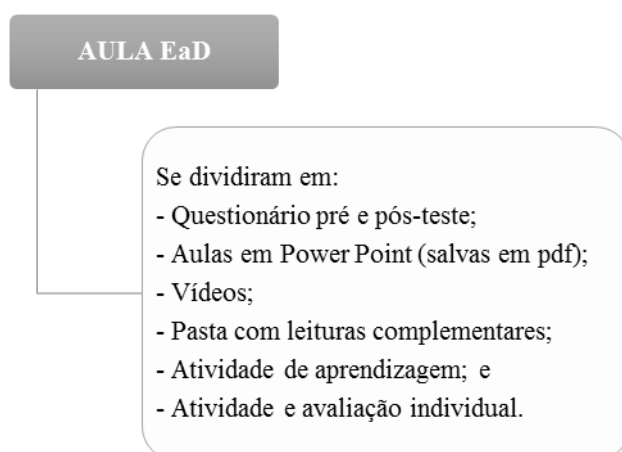 AULA EaD
Se dividiram em:
- Questionário pré e pós-teste;
- Aulas em Power Point (salvas em pdf);
- Vídeos;
- Pasta com leituras complementares;
- Atividade de aprendizagem; e
- Atividade e avaliação individual.